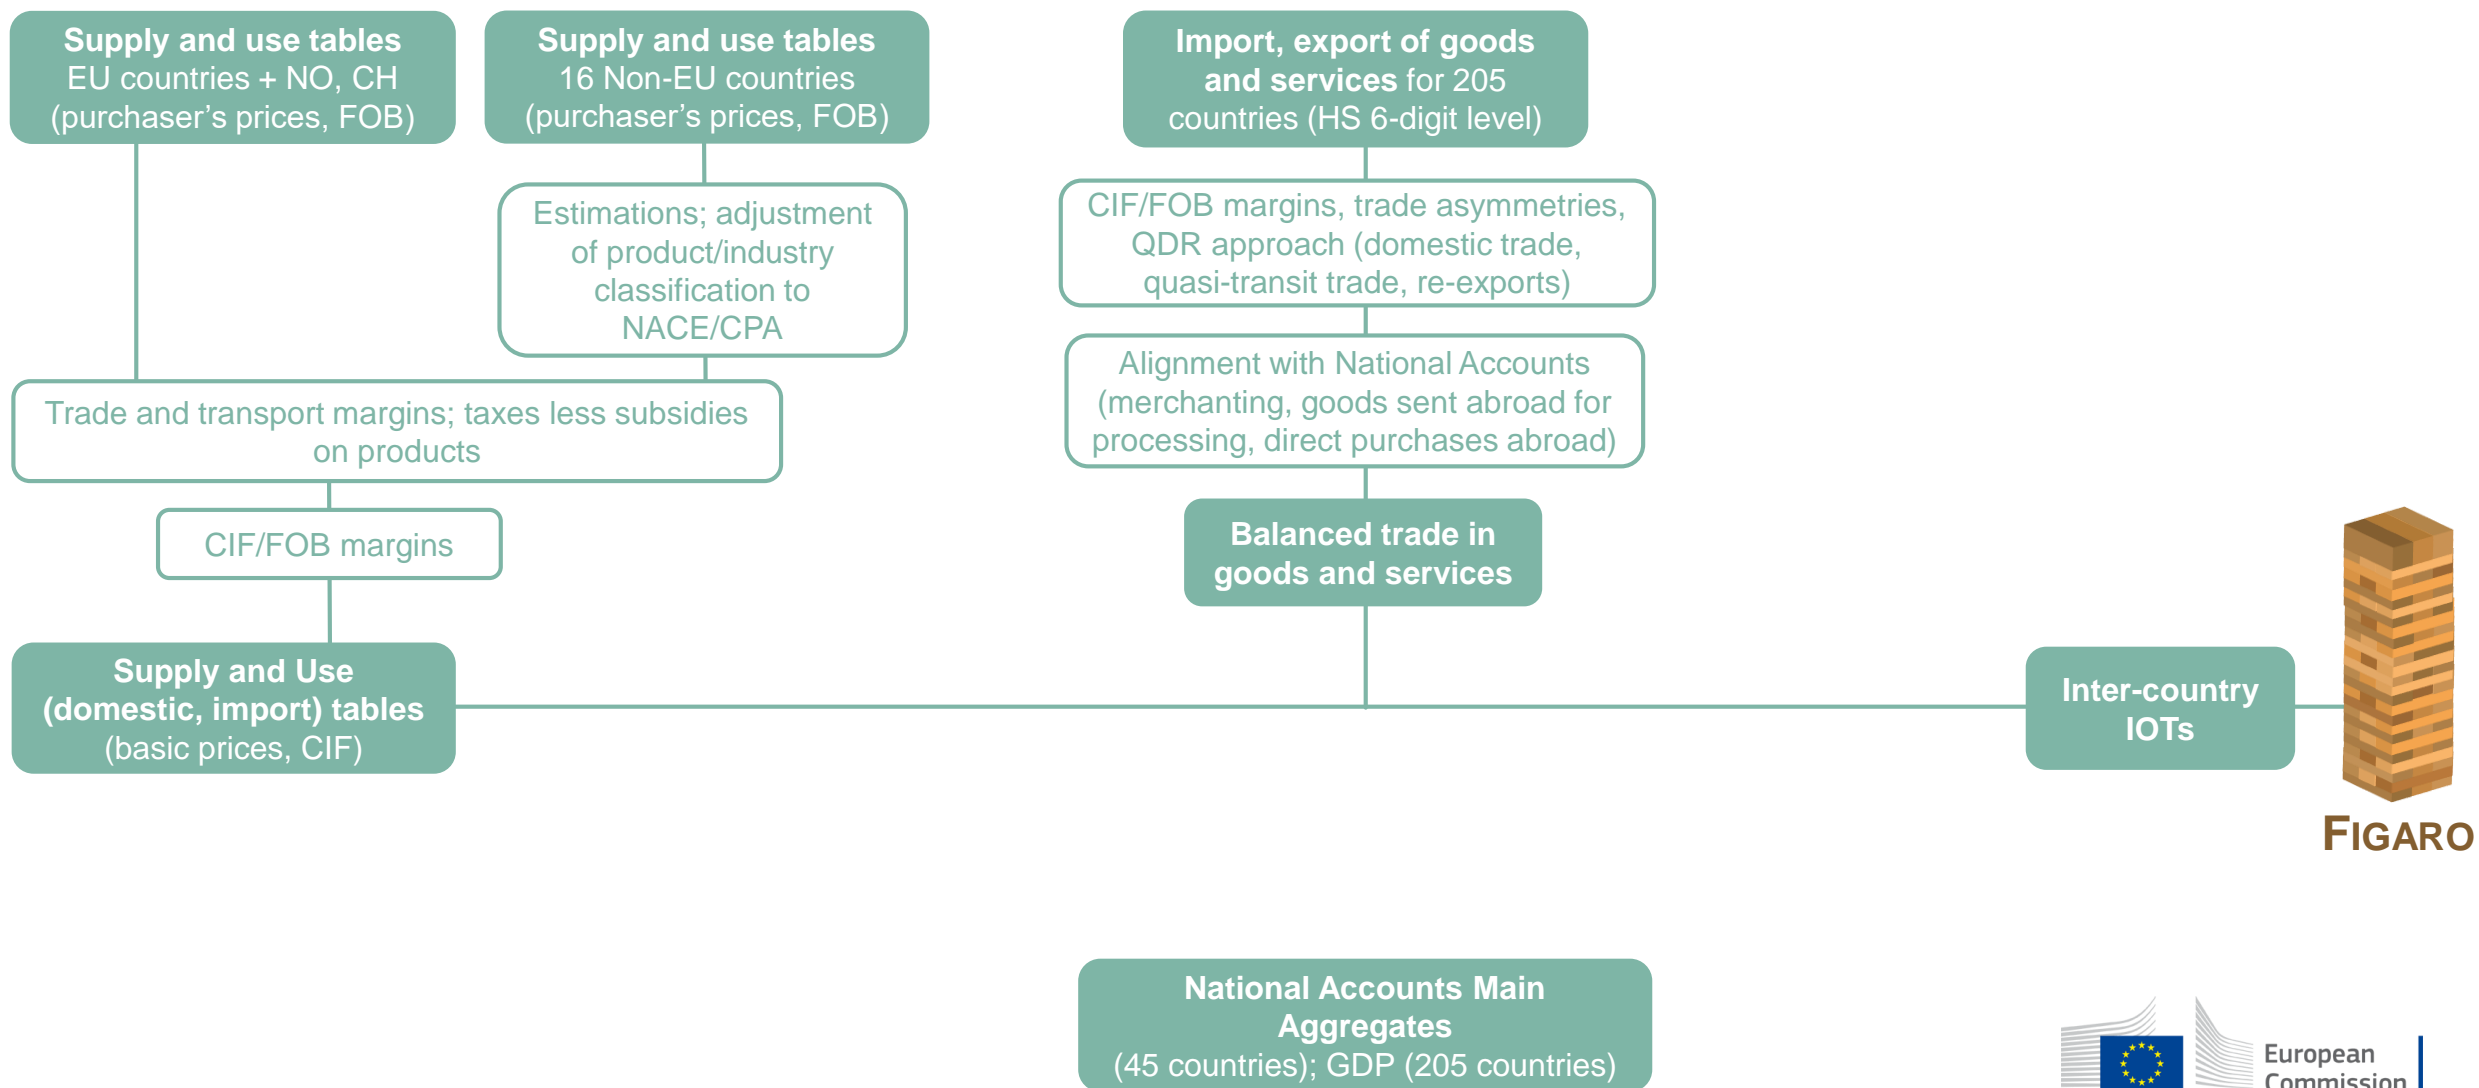 Supply and use tables
EU countries + NO, CH
(purchaser's prices, FOB)
Supply and use tables
16 Non-EU countries
(purchaser's prices, FOB)
Import, export of goods
and services for 205
countries (HS 6-digit level)
Estimations; adjustment
of product/industry
classification to
NACE/CPA
CIF/FOB margins, trade asymmetries,
QDR approach (domestic trade,
quasi-transit trade, re-exports)
Alignment with National Accounts
(merchanting, goods sent abroad for
processing, direct purchases abroad)
Trade and transport margins; taxes less subsidies
on products
CIF/FOB margins
Balanced trade in
goods and services
Supply and Use
(domestic, import) tables
(basic prices, CIF)
Inter-country
IOTs
FIGARO
National Accounts Main
Aggregates
(45 countries); GDP (205 countries)
European
Commission